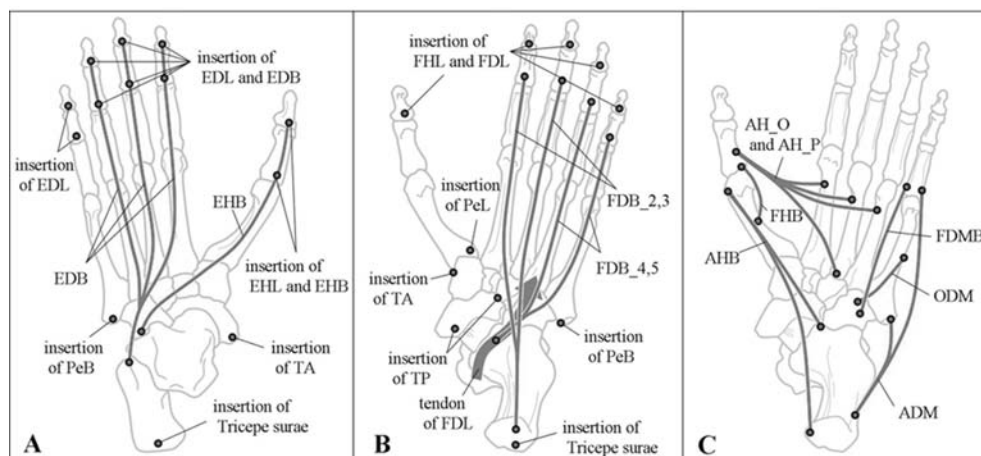 insertion of
EDL and EDB
insertion
of EDL
EHB
EDB
insertion of
EHL and EHB
insertion
of PeB
insertion
of TA
insertion of
Tricepe surae
A
insertion of
FHL and FDL
insertion
of PeL
FDB_2,3
FDB_4,5
insertion
of TA
insertion
of TP
insertion
of PeB
tendon
of FDL
insertion of
Tricepe surae
B
AH_O
and AH_P
FHB
FDMB
AHB
ODM
ADM
C